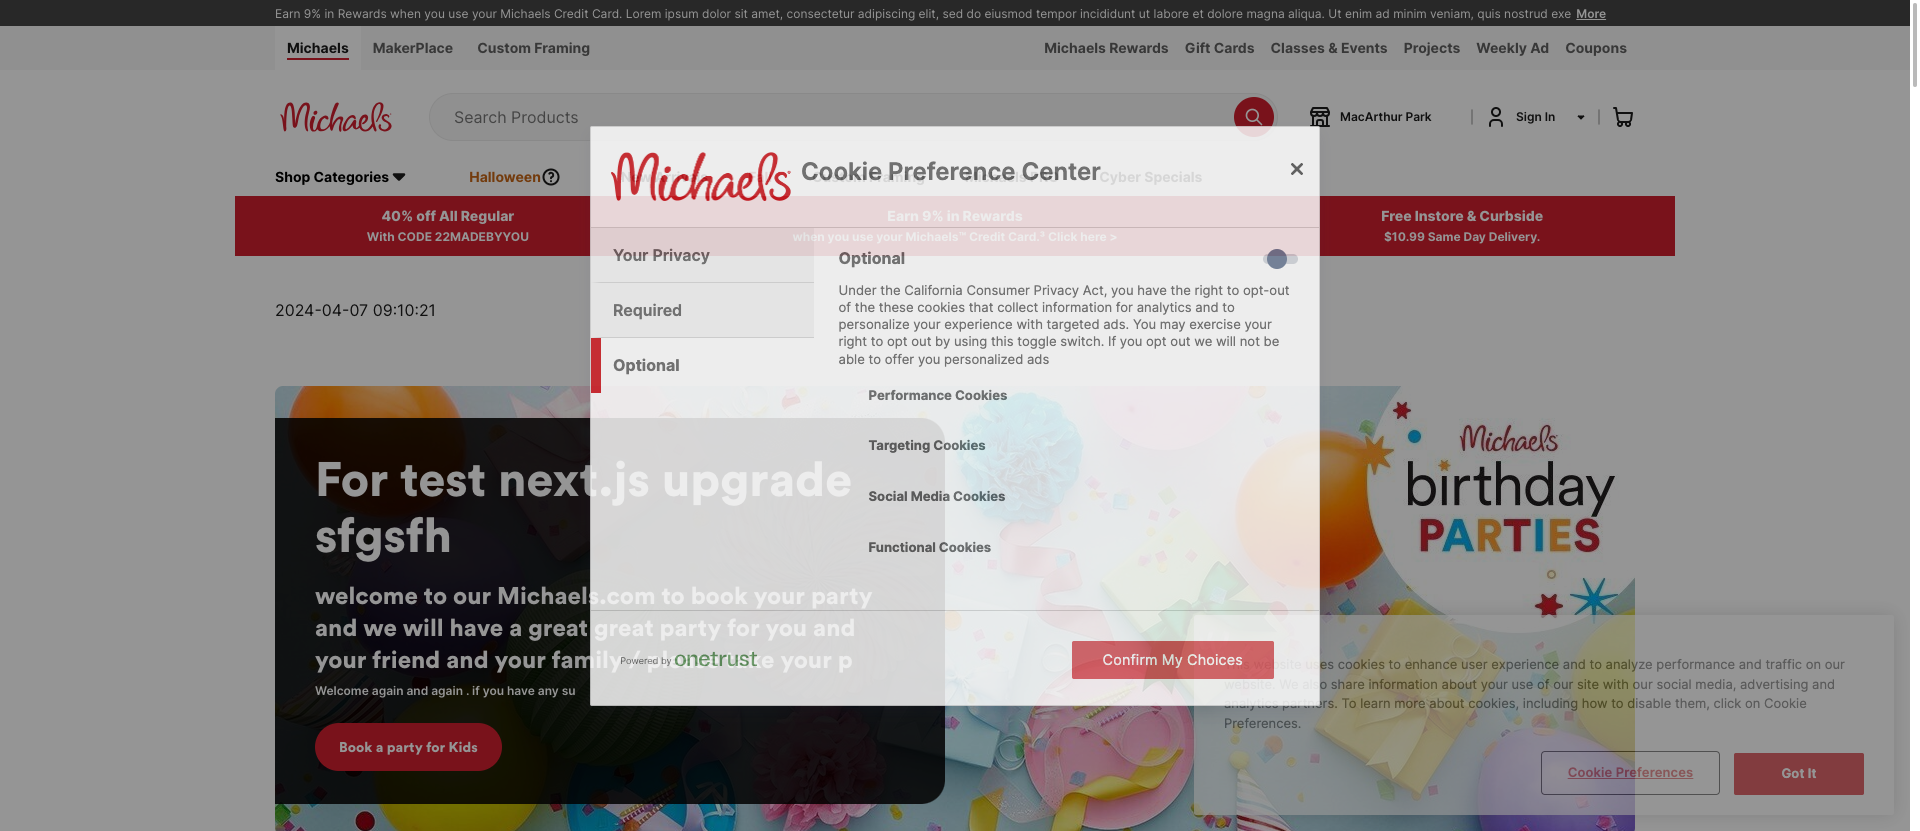 Earn 9% in Rewards when you use your Michaels Credit Card. Lorem ipsum dolor sit amet, consectetur adipiscing elit, sed do eiusmod tempor incididunt ut labore et dolore magna aliqua. Ut enim ad minim veniam, quis nostrud exe More
Michaels MakerPlace Custom Framing Michaels Rewards Gift Cards Classes & Events Projects Weekly Ad Coupons
Michaels Search Products MacArthur Park Sign In
Shop Categories Halloween Cyber Specials
40% off All Regular
With CODE 22MADEBYYOU
Earn 9% in Rewards
when you use your Michaels™ Credit Card.² Click here >
Free Instore & Curbside
$10.99 Same Day Delivery.
Michaels Cookie Preference Center
Your Privacy
Required
Optional
Optional
Under the California Consumer Privacy Act, you have the right to opt-out
of the these cookies that collect information for analytics and to
personalize your experience with targeted ads. You may exercise your
right to opt out by using this toggle switch. If you opt out we will not be
able to offer you personalized ads
Performance Cookies
Targeting Cookies
Social Media Cookies
Functional Cookies
Powered by onetrust
Confirm My Choices
2024-04-07 09:10:21
For test next.js upgrade
sfgsfh
welcome to our Michaels.com to book your party
and we will have a great great party for you and
your friend and your family / your p
Welcome again and again . if you have any su
Book a party for Kids
Michaels
birthday
PARTIES
website uses cookies to enhance user experience and to analyze performance and traffic on our
website. We also share information about your use of our site with our social media, advertising and
analytics partners. To learn more about cookies, including how to disable them, click on Cookie
Preferences.
Cookie Preferences
Got It